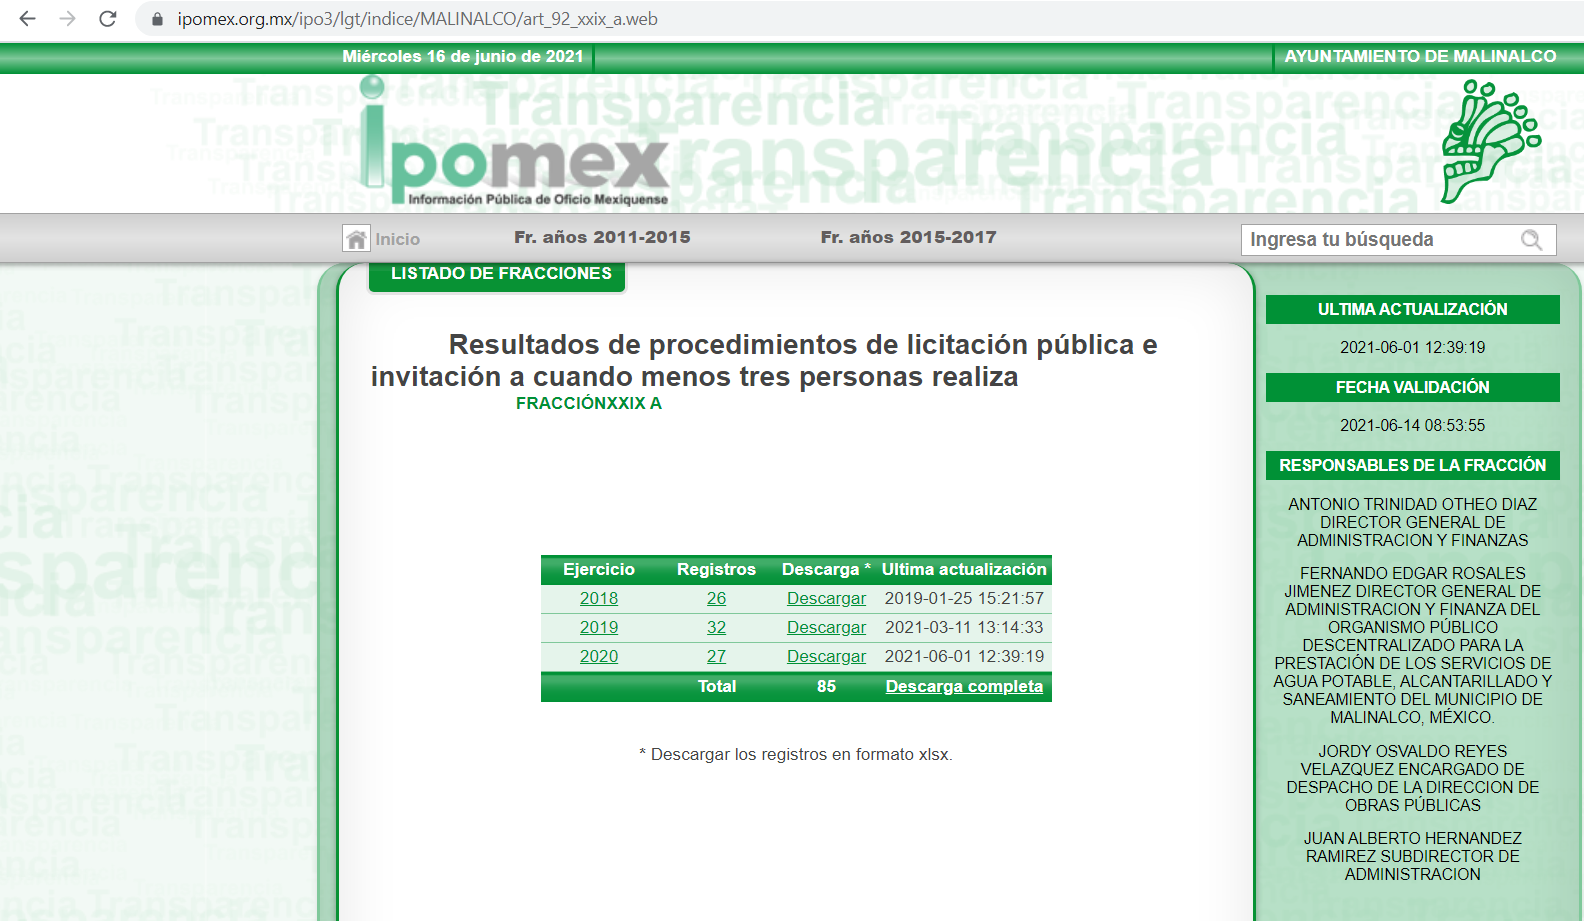 ipomex.org.mx/ipo3/lgt/indice/MALINALCO/art_92_xxix_a.web
Miércoles 16 de junio de 2021
AYUNTAMIENTO DE MALINALCO
ipomex
Información Pública de Oficio Mexiquense
Transparencia
Inicio
Fr. años 2011-2015
Fr. años 2015-2017
Ingresa tu búsqueda
LISTADO DE FRACCIONES
Resultados de procedimientos de licitación pública e
invitación a cuando menos tres personas realiza
FRACCIÓNXXIX A
Ejercicio Registros Descarga * Ultima actualización
2018 26 Descargar 2019-01-25 15:21:57
2019 32 Descargar 2021-03-11 13:14:33
2020 27 Descargar 2021-06-01 12:39:19
Total 85 Descarga completa
* Descargar los registros en formato xlsx.
ULTIMA ACTUALIZACIÓN
2021-06-01 12:39:19
FECHA VALIDACIÓN
2021-06-14 08:53:55
RESPONSABLES DE LA FRACCIÓN
ANTONIO TRINIDAD OTHEO DIAZ
DIRECTOR GENERAL DE
ADMINISTRACION Y FINANZAS
FERNANDO EDGAR ROSALES
JIMENEZ DIRECTOR GENERAL DE
ADMINISTRACION Y FINANZA DEL
ORGANISMO PÚBLICO
DESCENTRALIZADO PARA LA
PRESTACIÓN DE LOS SERVICIOS DE
AGUA POTABLE, ALCANTARILLADO Y
SANEAMIENTO DEL MUNICIPIO DE
MALINALCO, MÉXICO.
JORDY OSVALDO REYES
VELAZQUEZ ENCARGADO DE
DESPACHO DE LA DIRECCION DE
OBRAS PÚBLICAS
JUAN ALBERTO HERNANDEZ
RAMIREZ SUBDIRECTOR DE
ADMINISTRACION